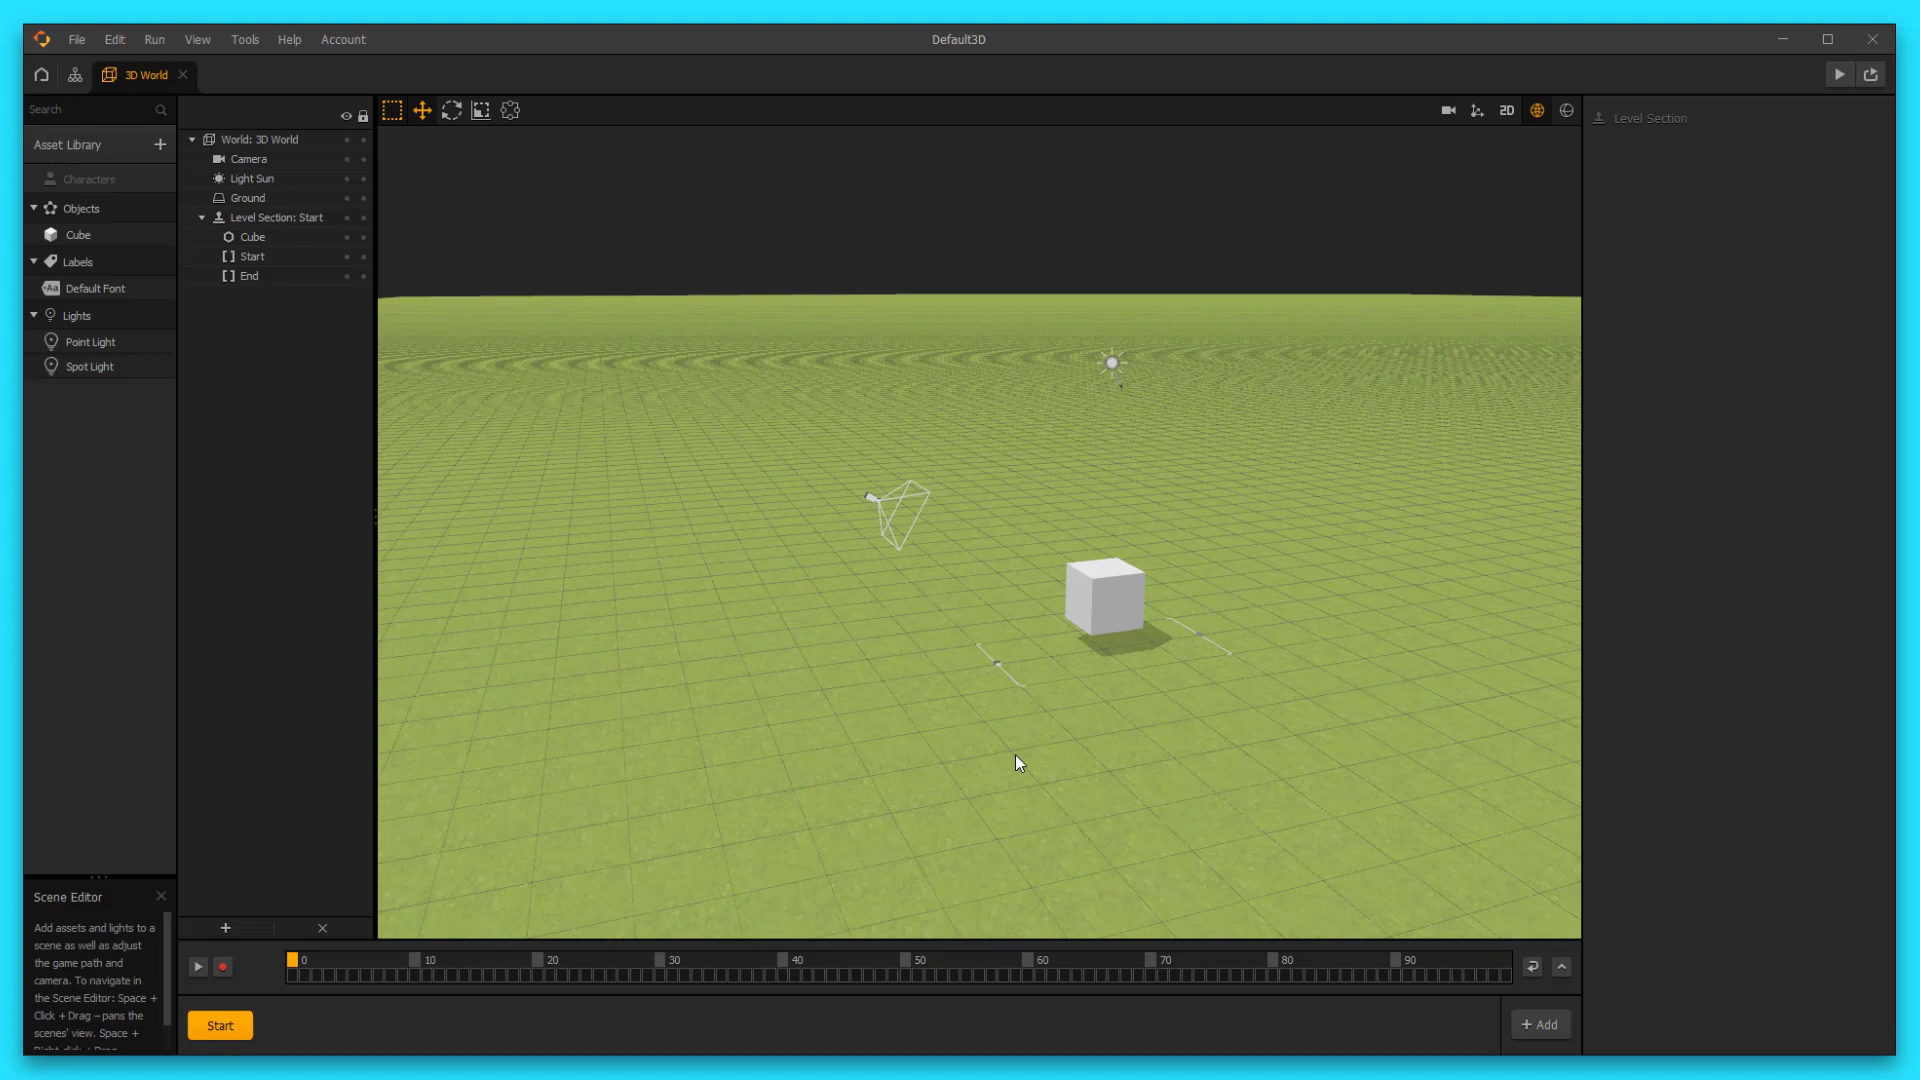 File Edit Run View Tools Help Account
Default3D
3D World
Search
Asset Library
Characters
Objects
Cube
Labels
Aa Default Font
Lights
Point Light
Spot Light
World: 3D World
Camera
Light Sun
Ground
Level Section: Start
Cube
Start
End
2D
Level Section
Scene Editor
Add assets and lights to a
scene as well as adjust
the game path and
camera. To navigate in
the Scene Editor: Space +
Click + Drag – pans the
scenes' view. Space +
Right click + Drag
0 10 20 30 40 50 60 70 80 90
Start
+ Add